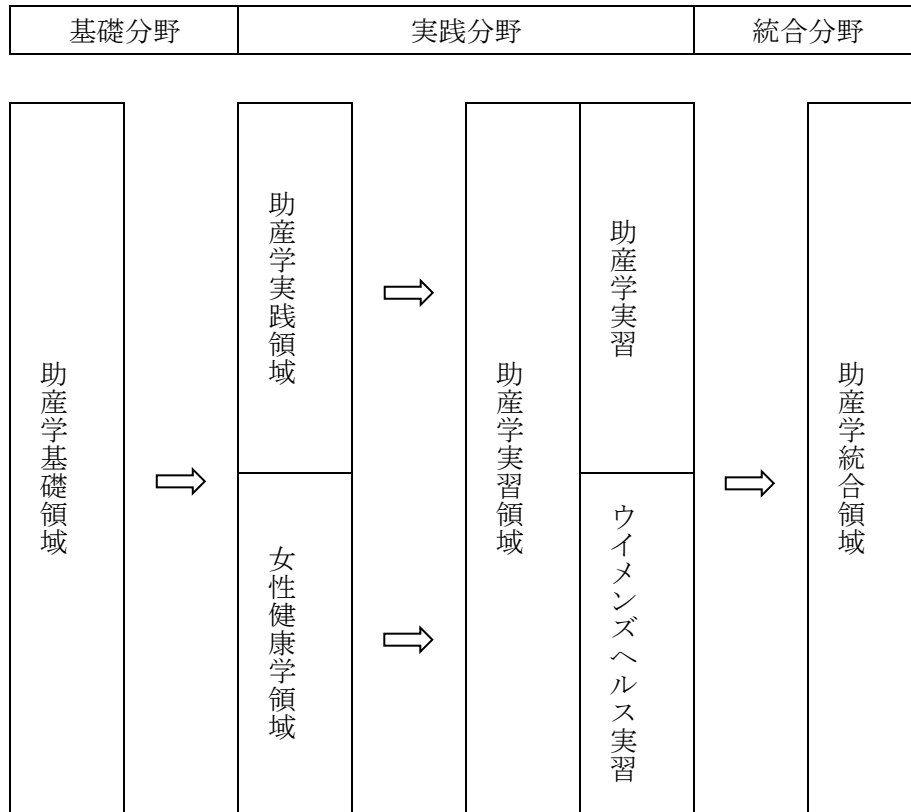 基礎分野
実践分野
統合分野
助産学基礎領域
助産学実践領域
女性健康学領域
助産学実習領域
助産学実習
ウイメンズヘルス実習
助産学統合領域